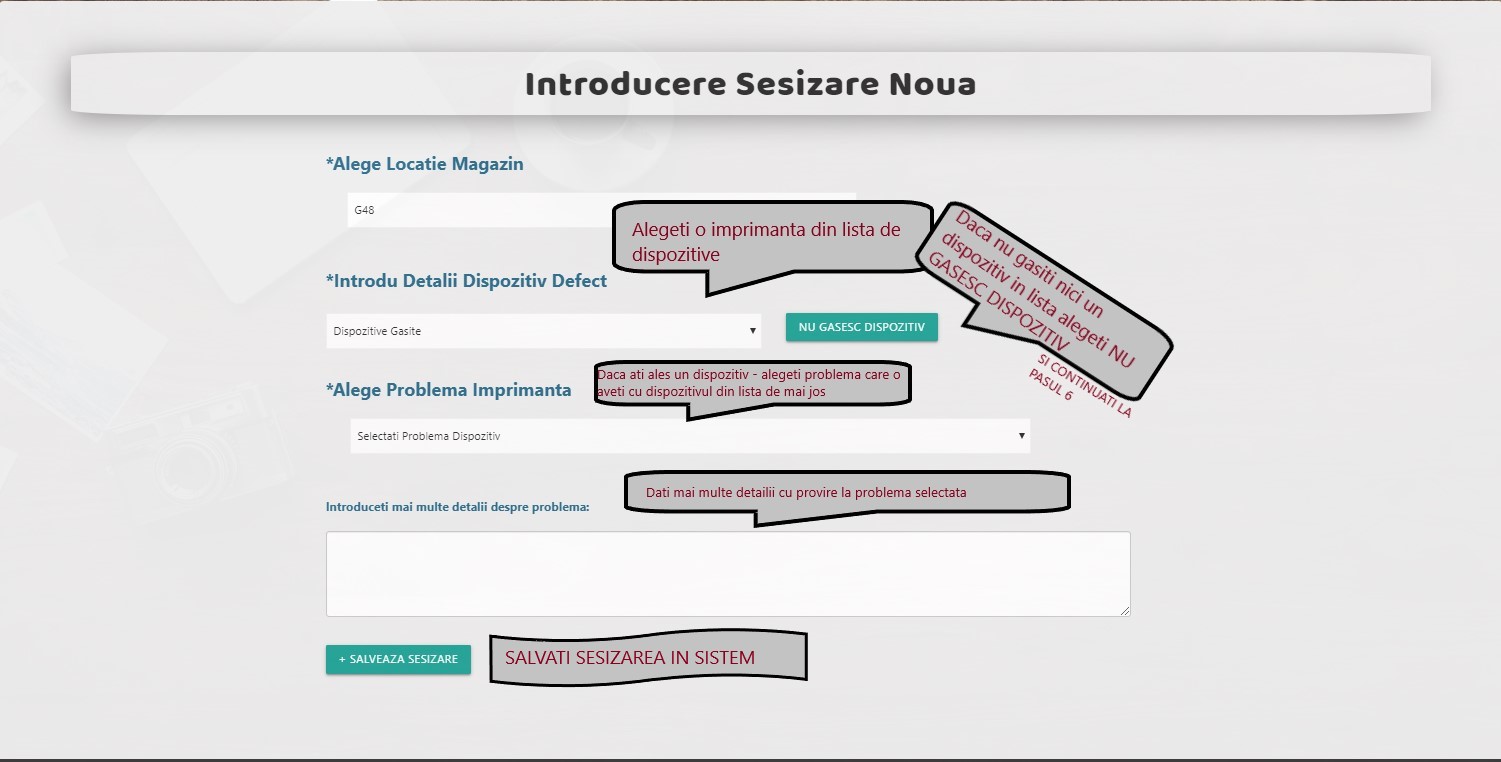 Introducere Sesizare Noua
*Alege Locatie Magazin
G48
Alegeti o imprimanta din lista de
dispozitive
Daca nu gasiti nici un
dispozitiv in lista alegeti NU
GASESC DISPOZITIV
SI CONTINUATI LA
PASUL 6
*Introdu Detalii Dispozitiv Defect
Dispozitive Gasite
NU GASESC DISPOZITIV
*Alege Problema Imprimanta
Daca ati ales un dispozitiv - alegeti problema care o
aveti cu dispozitivul din lista de mai jos
Selectati Problema Dispozitiv
Dati mai multe detailii cu provire la problema selectata
Introduceti mai multe detalii despre problema:
+ SALVEAZA SESIZARE
SALVATI SESIZAREA IN SISTEM